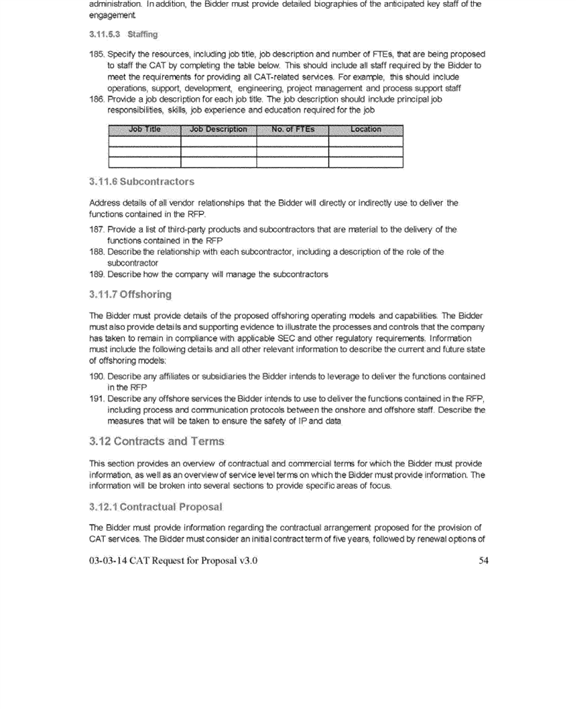 administration. In addition, the Bidder must provide detailed biographies of the anticipated key staff of the
engagement.
3.11.5.3 Staffing
185. Specify the resources, including job title, job description and number of FTEs, that are being proposed
to staff the CAT by completing the table below. This should include all staff required by the Bidder to
meet the requirements for providing all CAT-related services. For example, this should include
operations, support, development, engineering, project management and process support staff
186. Provide a job description for each job title. The job description should include principal job
responsibilities, skills, job experience and education required for the job
Job Title Job Description No. of FTEs Location
3.11.6 Subcontractors
Address details of all vendor relationships that the Bidder will directly or indirectly use to deliver the
functions contained in the RFP.
187. Provide a list of third-party products and subcontractors that are material to the delivery of the
functions contained in the RFP
188. Describe the relationship with each subcontractor, including a description of the role of the
subcontractor
189. Describe how the company will manage the subcontractors
3.11.7 Offshoring
The Bidder must provide details of the proposed offshoring operating models and capabilities. The Bidder
must also provide details and supporting evidence to illustrate the processes and controls that the company
has taken to remain in compliance with applicable SEC and other regulatory requirements. Information
must include the following details and all other relevant information to describe the current and future state
of offshoring models:
190. Describe any affiliates or subsidiaries the Bidder intends to leverage to deliver the functions contained
in the RFP
191. Describe any offshore services the Bidder intends to use to deliver the functions contained in the RFP,
including process and communication protocols between the onshore and offshore staff. Describe the
measures that will be taken to ensure the safety of IP and data
3.12 Contracts and Terms
This section provides an overview of contractual and commercial terms for which the Bidder must provide
information, as well as an overview of service level terms on which the Bidder must provide information. The
information will be broken into several sections to provide specific areas of focus.
3.12.1 Contractual Proposal
The Bidder must provide information regarding the contractual arrangement proposed for the provision of
CAT services. The Bidder must consider an initial contract term of five years, followed by renewal options of
03-03-14 CAT Request for Proposal v3.0 54